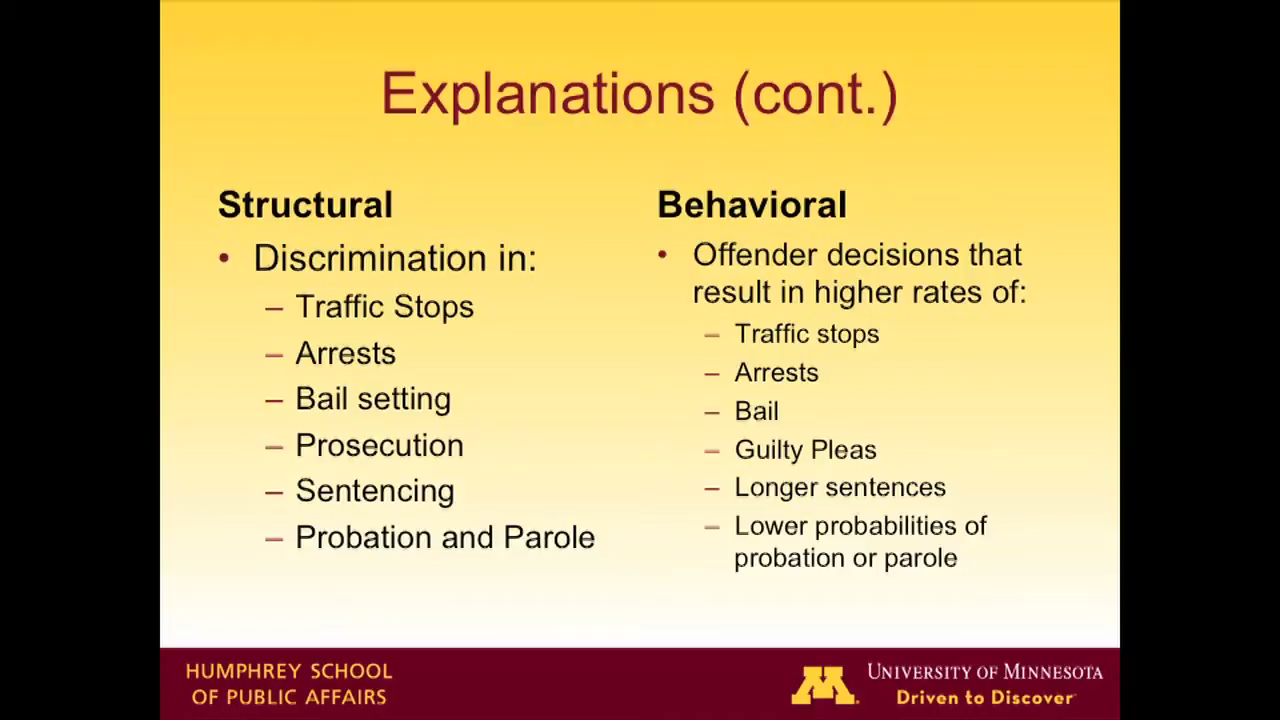 Explanations (cont.)
Structural
• Discrimination in:
– Traffic Stops
– Arrests
– Bail setting
– Prosecution
– Sentencing
– Probation and Parole
Behavioral
• Offender decisions that
result in higher rates of:
– Traffic stops
– Arrests
– Bail
– Guilty Pleas
– Longer sentences
– Lower probabilities of
probation or parole
HUMPHREY SCHOOL
OF PUBLIC AFFAIRS
M
UNIVERSITY OF MINNESOTA
Driven to Discover